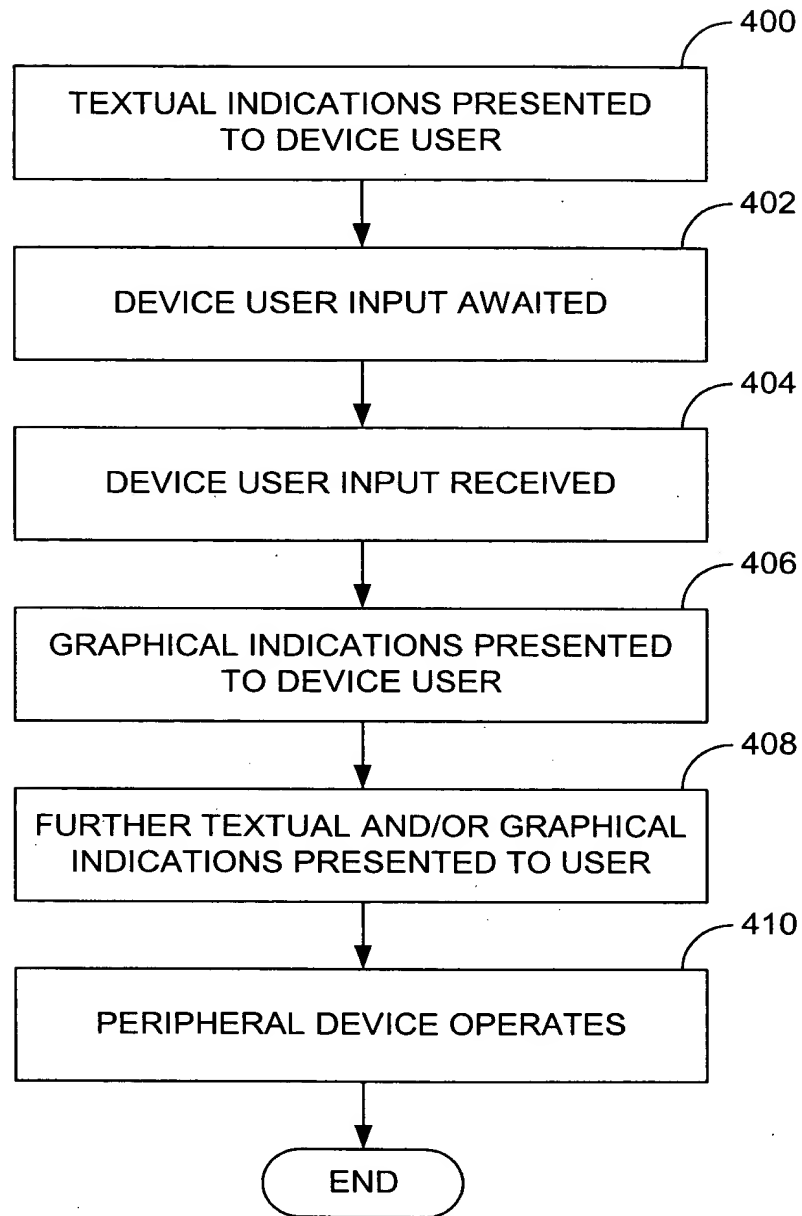 400
TEXTUAL INDICATIONS PRESENTED
TO DEVICE USER
402
DEVICE USER INPUT AWAITED
404
DEVICE USER INPUT RECEIVED
406
GRAPHICAL INDICATIONS PRESENTED
TO DEVICE USER
408
FURTHER TEXTUAL AND/OR GRAPHICAL
INDICATIONS PRESENTED TO USER
410
PERIPHERAL DEVICE OPERATES
END